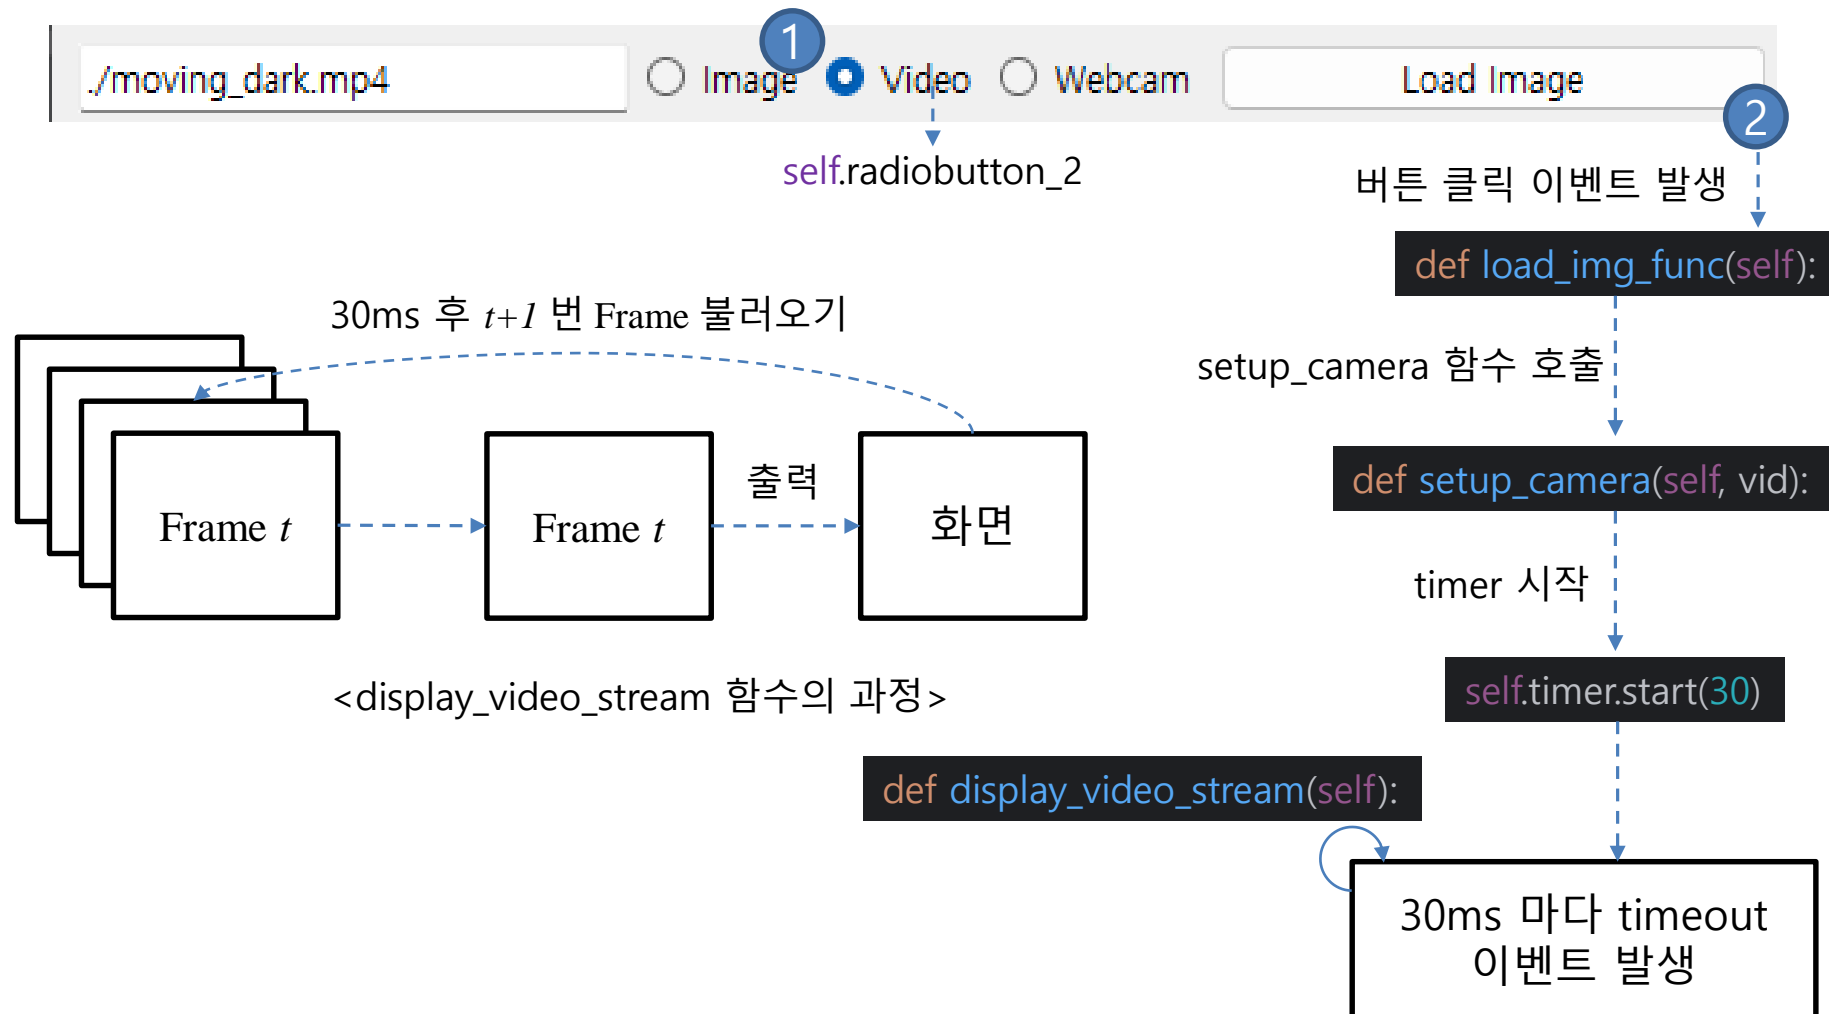 1
./moving_dark.mp4 Image Video Webcam Load Image
2
self.radiobutton_2
버튼 클릭 이벤트 발생
def load_img_func(self):
30ms 후 t+1 번 Frame 불러오기
setup_camera 함수 호출
def setup_camera(self, vid):
Frame t
Frame t
출력
화면
timer 시작
self.timer.start(30)
<display_video_stream 함수의 과정>
def display_video_stream(self):
30ms 마다 timeout
이벤트 발생